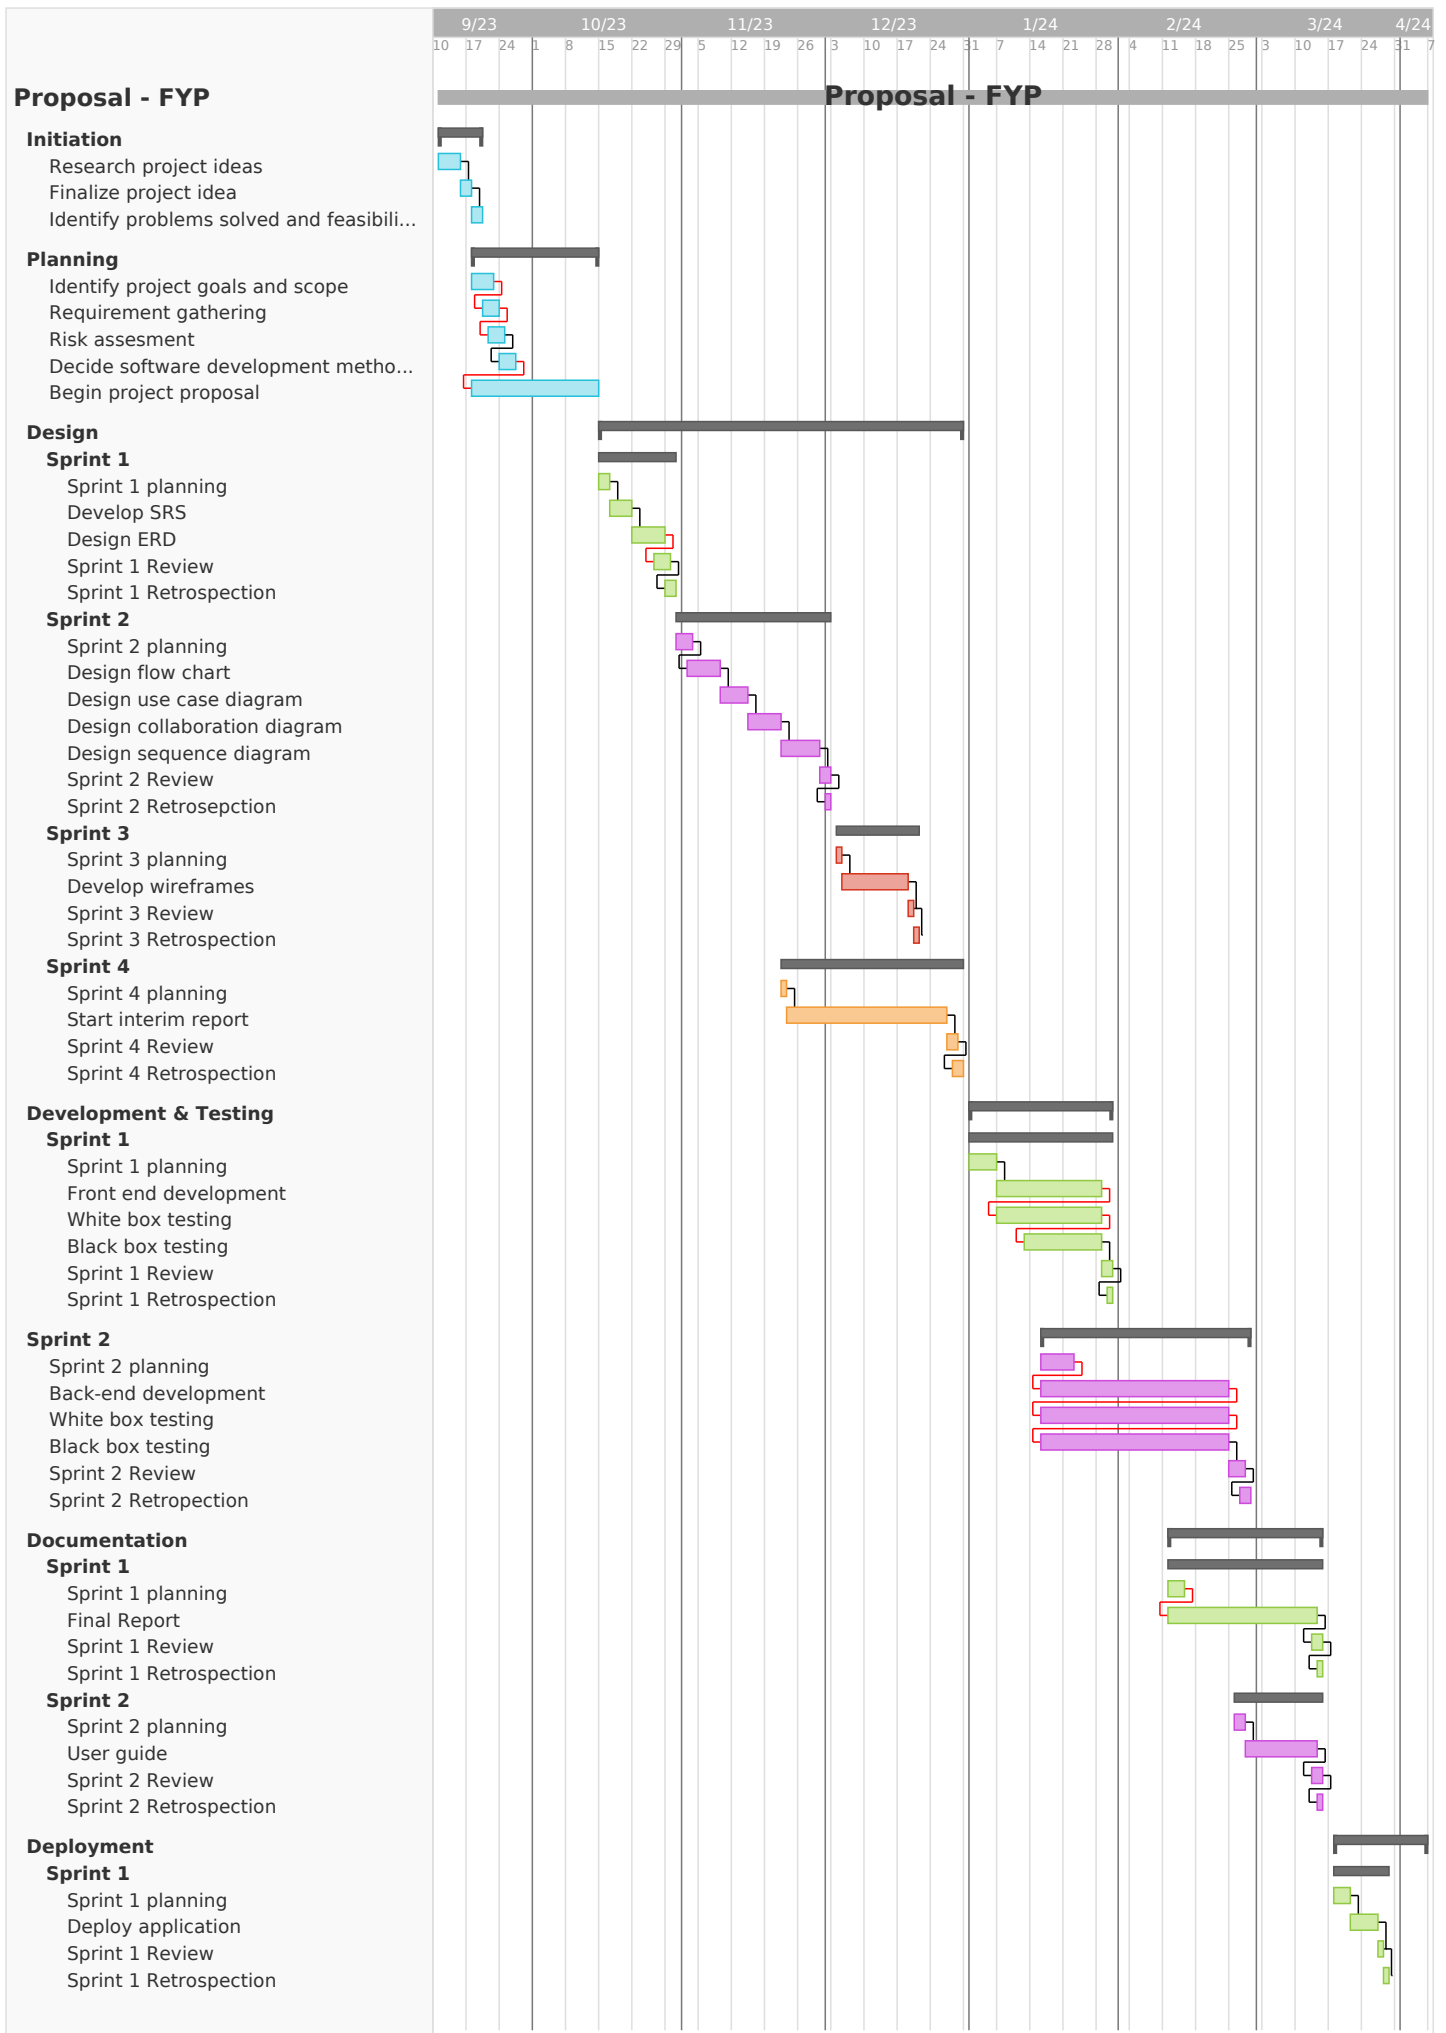 9/23 10/23 11/23 12/23 1/24 2/24 3/24 4/24
10 17 24 1 8 15 22 29 5 12 19 26 3 10 17 24 31 7 14 21 28 4 11 18 25 3 10 17 24 31 7
Proposal - FYP Proposal - FYP
Initiation
Research project ideas
Finalize project idea
Identify problems solved and feasibili...
Planning
Identify project goals and scope
Requirement gathering
Risk assesment
Decide software development metho...
Begin project proposal
Design
Sprint 1
Sprint 1 planning
Develop SRS
Design ERD
Sprint 1 Review
Sprint 1 Retrospection
Sprint 2
Sprint 2 planning
Design flow chart
Design use case diagram
Design collaboration diagram
Design sequence diagram
Sprint 2 Review
Sprint 2 Retrosepction
Sprint 3
Sprint 3 planning
Develop wireframes
Sprint 3 Review
Sprint 3 Retrospection
Sprint 4
Sprint 4 planning
Start interim report
Sprint 4 Review
Sprint 4 Retrospection
Development & Testing
Sprint 1
Sprint 1 planning
Front end development
White box testing
Black box testing
Sprint 1 Review
Sprint 1 Retrospection
Sprint 2
Sprint 2 planning
Back-end development
White box testing
Black box testing
Sprint 2 Review
Sprint 2 Retropection
Documentation
Sprint 1
Sprint 1 planning
Final Report
Sprint 1 Review
Sprint 1 Retrospection
Sprint 2
Sprint 2 planning
User guide
Sprint 2 Review
Sprint 2 Retrospection
Deployment
Sprint 1
Sprint 1 planning
Deploy application
Sprint 1 Review
Sprint 1 Retrospection